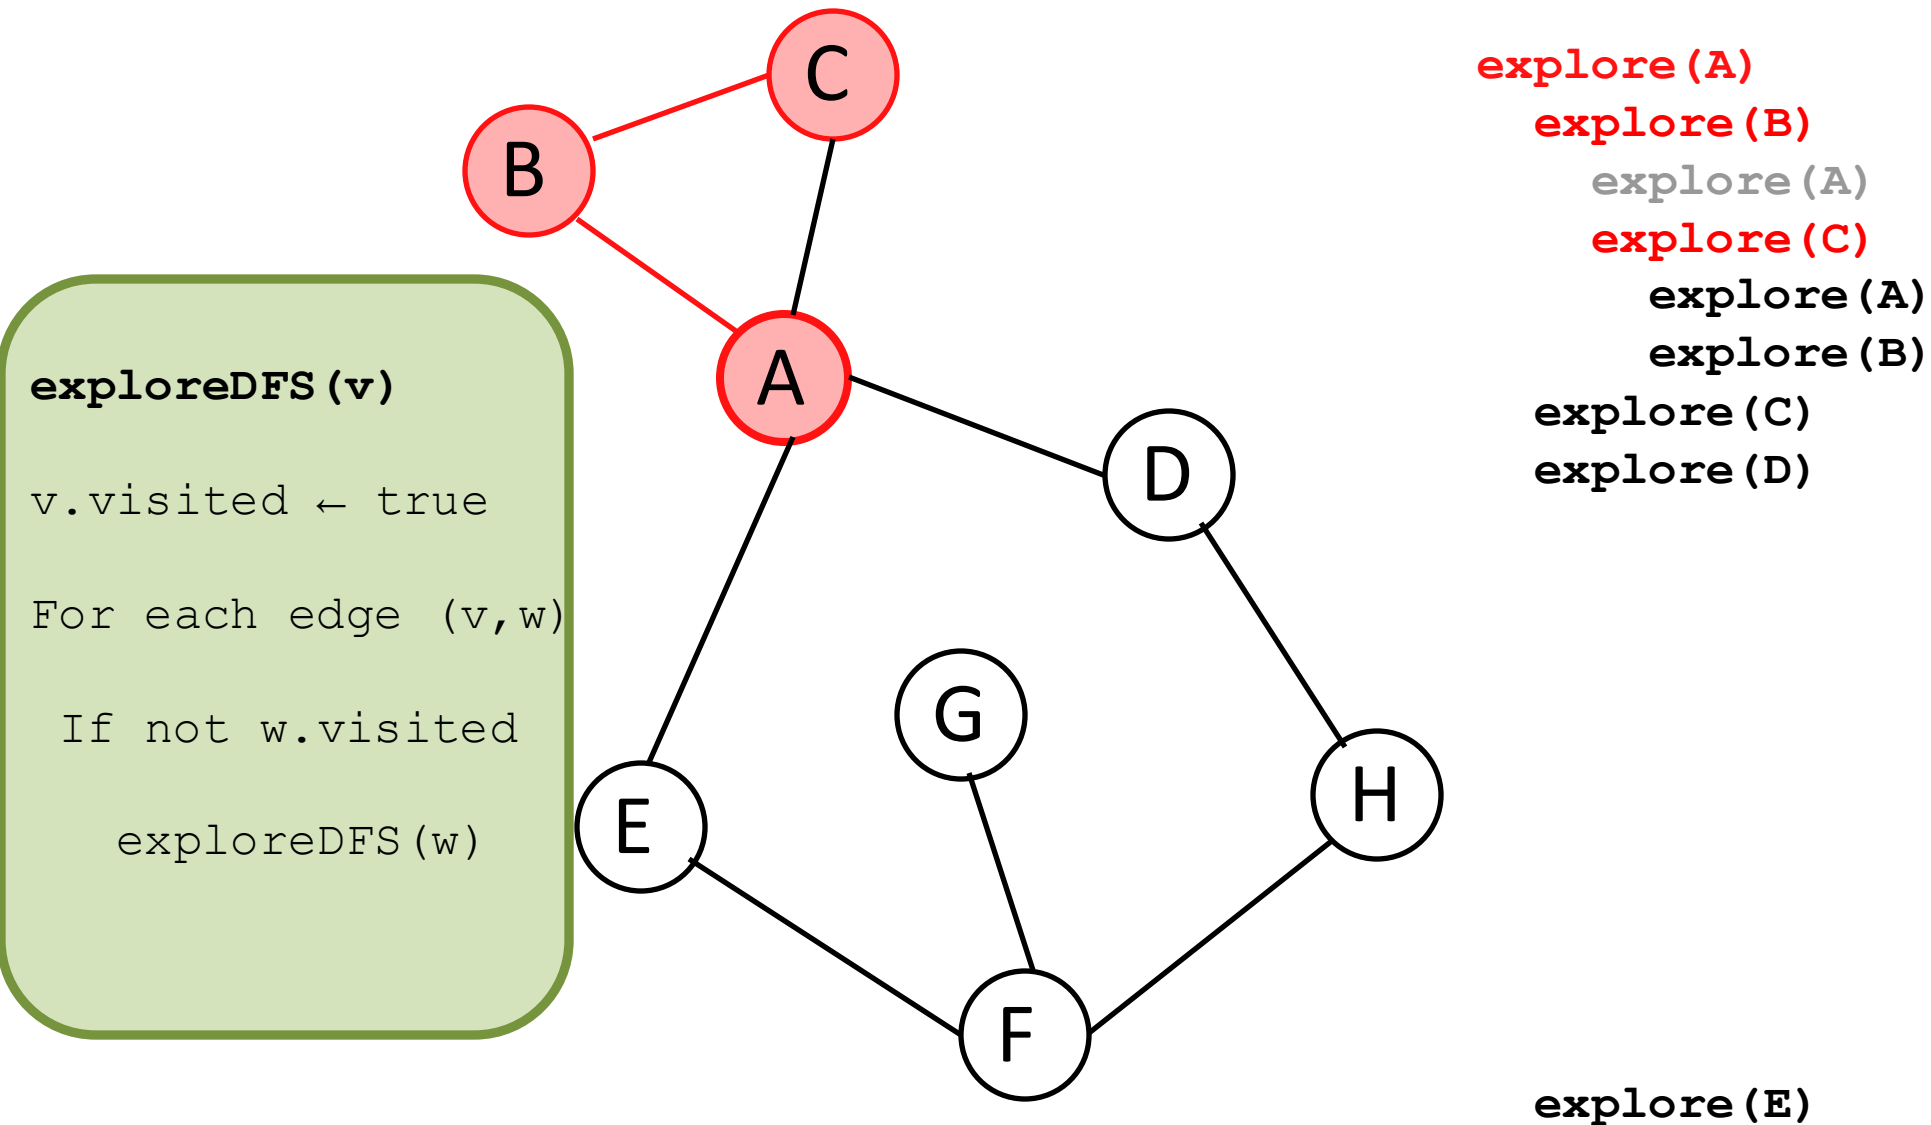 C
B
A
D
G
E
H
F
exploreDFS(v)
v.visited ← true
For each edge (v,w)
If not w.visited
exploreDFS(w)
explore(A)
explore(B)
explore(A)
explore(C)
explore(A)
explore(B)
explore(C)
explore(D)
explore(E)